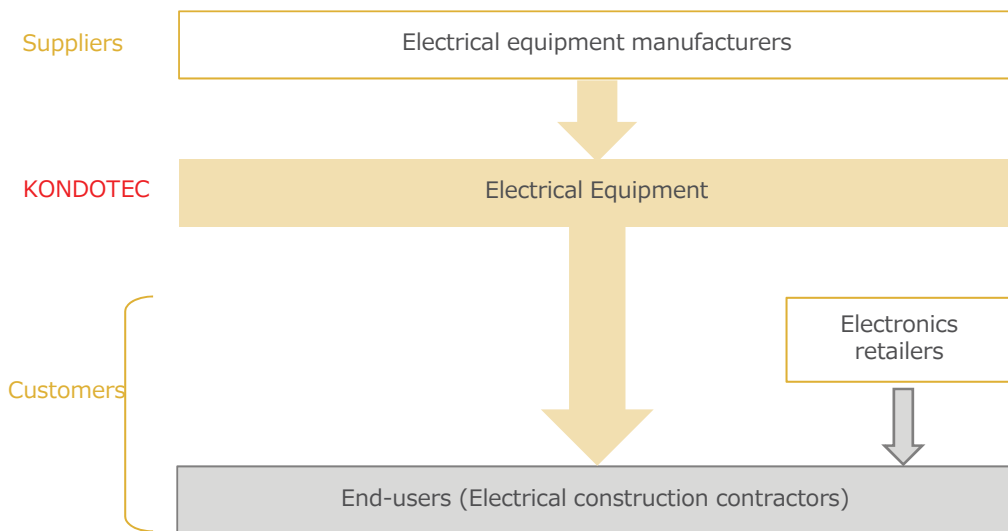 Suppliers
Electrical equipment manufacturers
KONDOTEC
Electrical Equipment
Electronics
retailers
Customers
End-users (Electrical construction contractors)